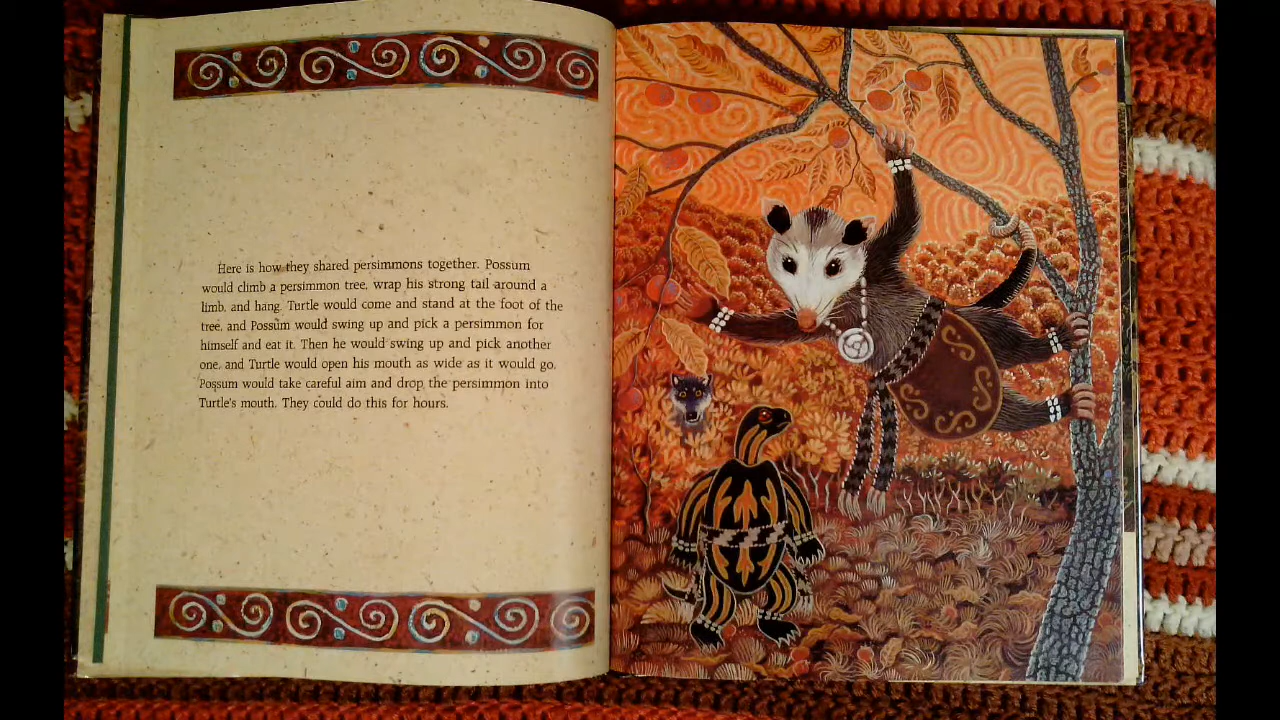 Here is how they shared persimmons together. Possum
would climb a persimmon tree, wrap his strong tail around a
limb, and hang. Turtle would come and stand at the foot of the
tree, and Possum would swing up and pick a persimmon for
himself and eat it. Then he would swing up and pick another
one, and Turtle would open his mouth as wide as it would go.
Possum would take careful aim and drop the persimmon into
Turtle's mouth. They could do this for hours.